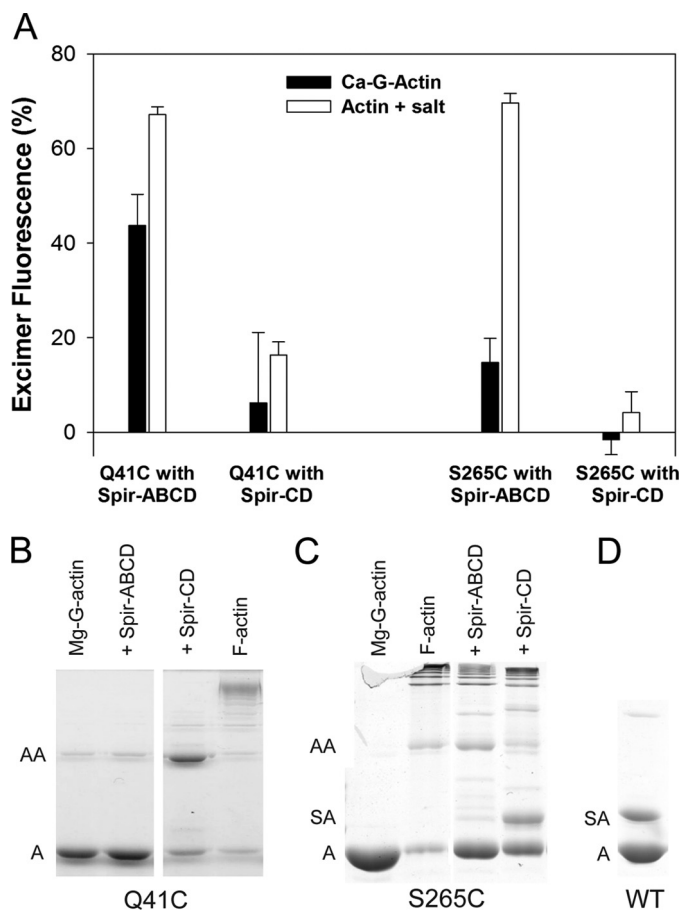 A
Excimer Fluorescence (%)
80
60
40
20
0
Ca-G-Actin
Actin + salt
Q41C with Spir-ABCD
Q41C with Spir-CD
S265C with Spir-ABCD
S265C with Spir-CD
B
Mg-G-actin
+ Spir-ABCD
+ Spir-CD
F-actin
AA
A
Q41C
C
Mg-G-actin
F-actin
+ Spir-ABCD
+ Spir-CD
AA
SA
A
S265C
D
SA
A
WT